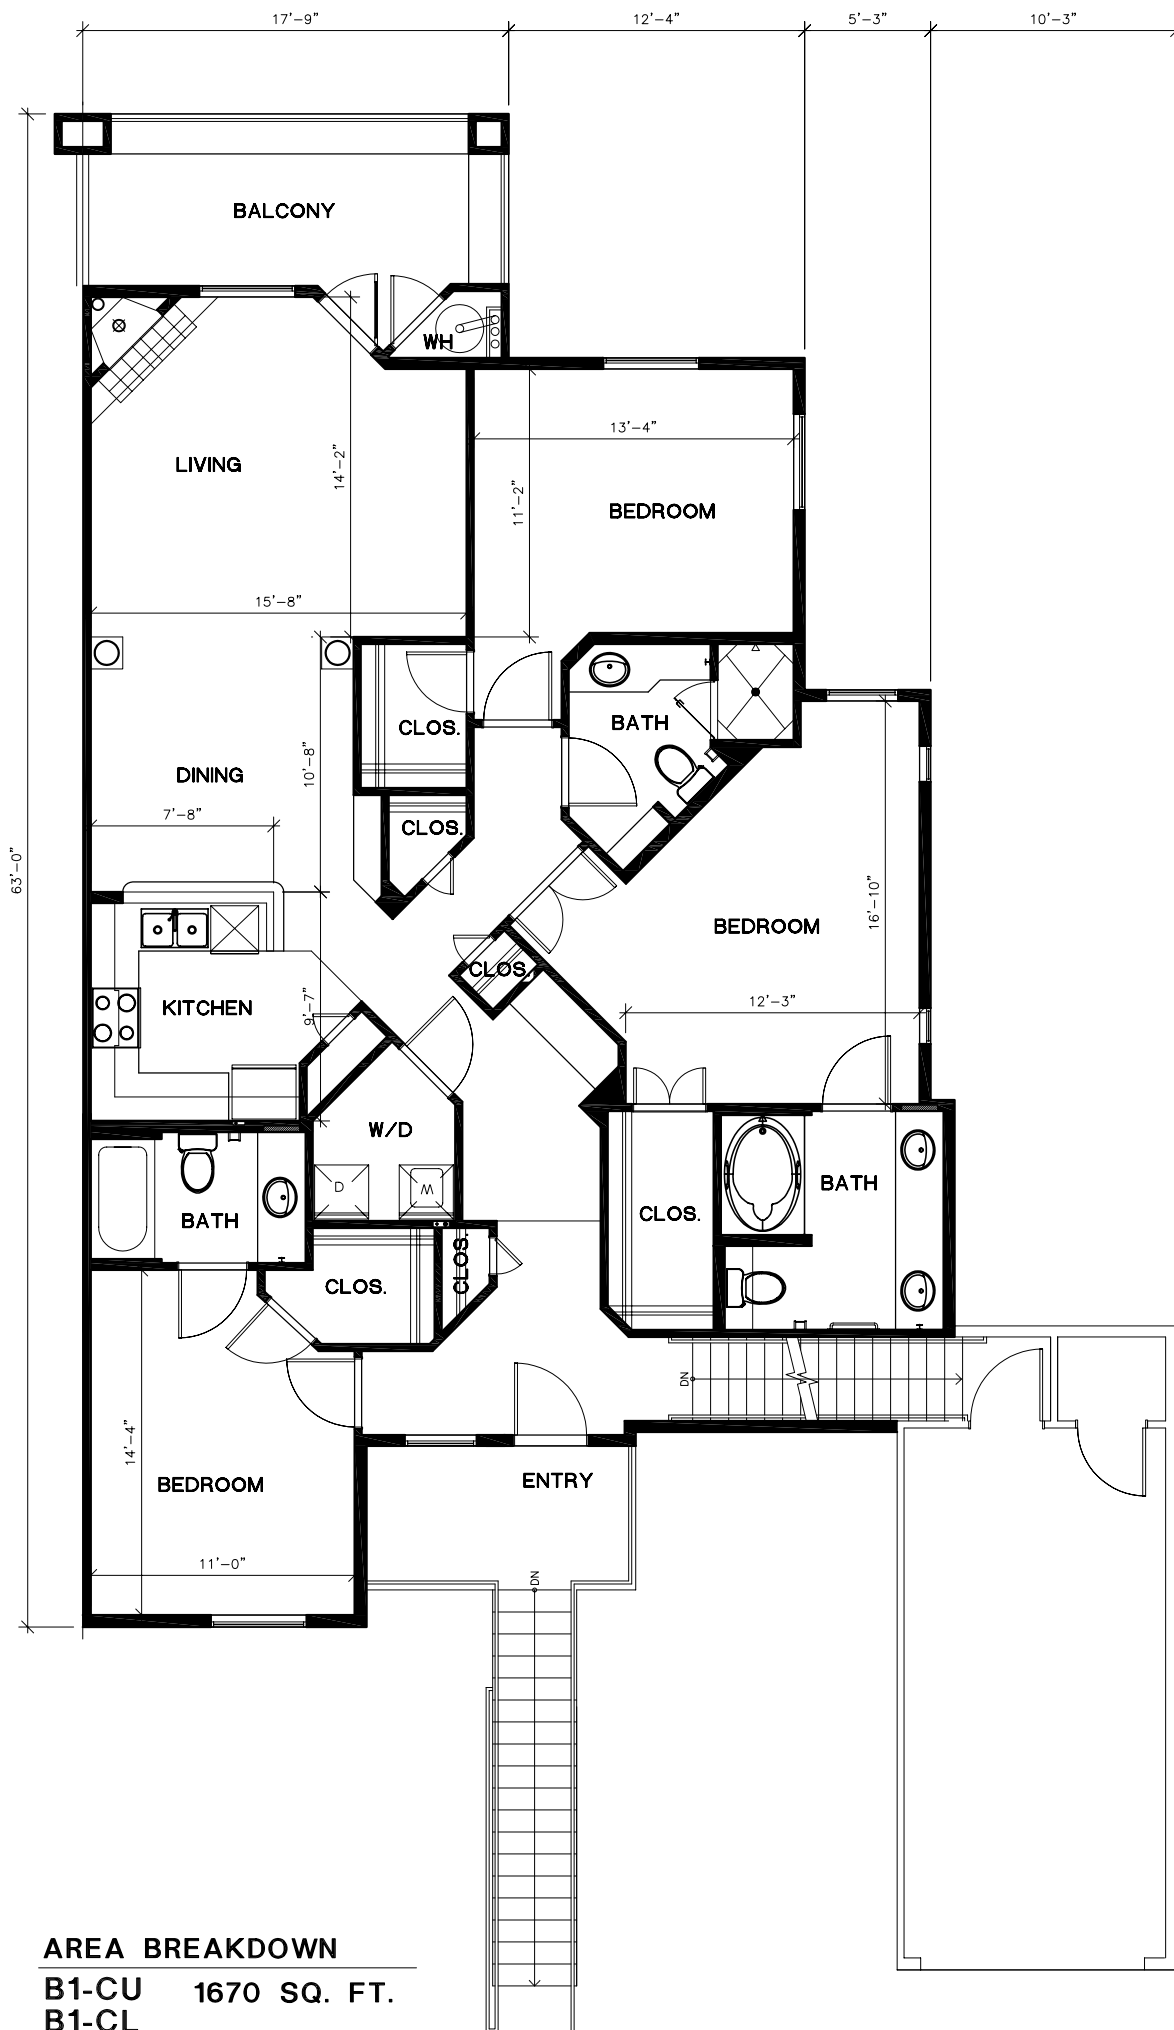 17'-9"
12'-4"
5'-3"
10'-3"
BALCONY
WH
13'-4"
14'-2"
LIVING
11'-2"
BEDROOM
15'-8"
BATH
CLOS.
10'-8"
DINING
7'-8"
CLOS.
63'-0"
16'-10"
BEDROOM
CLOS.
12'-3"
KITCHEN
9'-7"
W/D
D
W
BATH
BATH
CLOS.
CLOS.
CLOS.
DN
14'-4"
BEDROOM
ENTRY
11'-0"
DN
AREA BREAKDOWN
B1-CU 1670 SQ. FT.
B1-CL